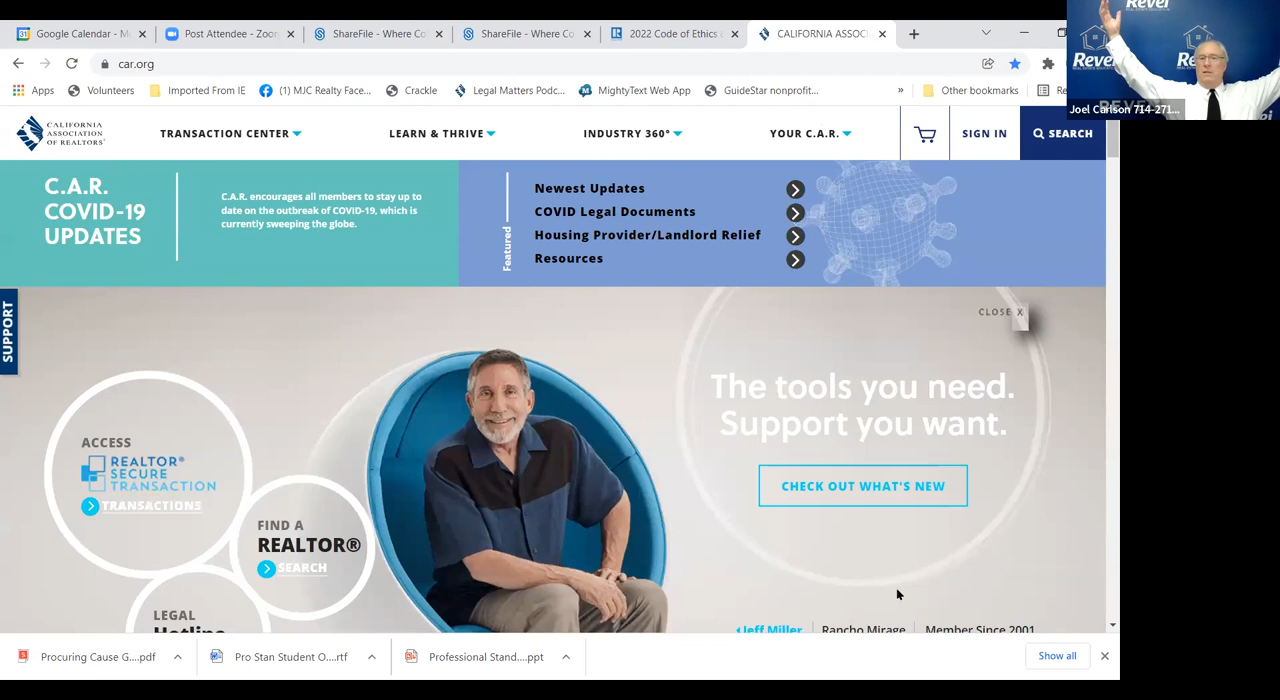 Google Calendar - M
Post Attendee - Zoo
ShareFile - Where Co
ShareFile - Where Co
2022 Code of Ethics
CALIFORNIA ASSOC
car.org
Apps
Volunteers
Imported From IE
(1) MJC Realty Face...
Crackle
Legal Matters Podc...
MightyText Web App
GuideStar nonprofit...
»
Other bookmarks
Re
Revel
Revel
Re
REVEL
Joel Carlson 714-271...
CALIFORNIA
ASSOCIATION
OF REALTORS®
TRANSACTION CENTER
LEARN & THRIVE
INDUSTRY 360°
YOUR C.A.R.
SIGN IN
SEARCH
C.A.R.
COVID-19
UPDATES
C.A.R. encourages all members to stay up to
date on the outbreak of COVID-19, which is
currently sweeping the globe.
Featured
Newest Updates
COVID Legal Documents
Housing Provider/Landlord Relief
Resources
SUPPORT
CLOSE X
The tools you need.
Support you want.
CHECK OUT WHAT'S NEW
ACCESS
REALTOR®
SECURE
TRANSACTION
TRANSACTIONS
FIND A
REALTOR®
SEARCH
LEGAL
Hotline
Jeff Miller
Rancho Mirage
Member Since 2001
Procuring Cause G....pdf
Pro Stan Student O....rtf
Professional Stand....ppt
Show all